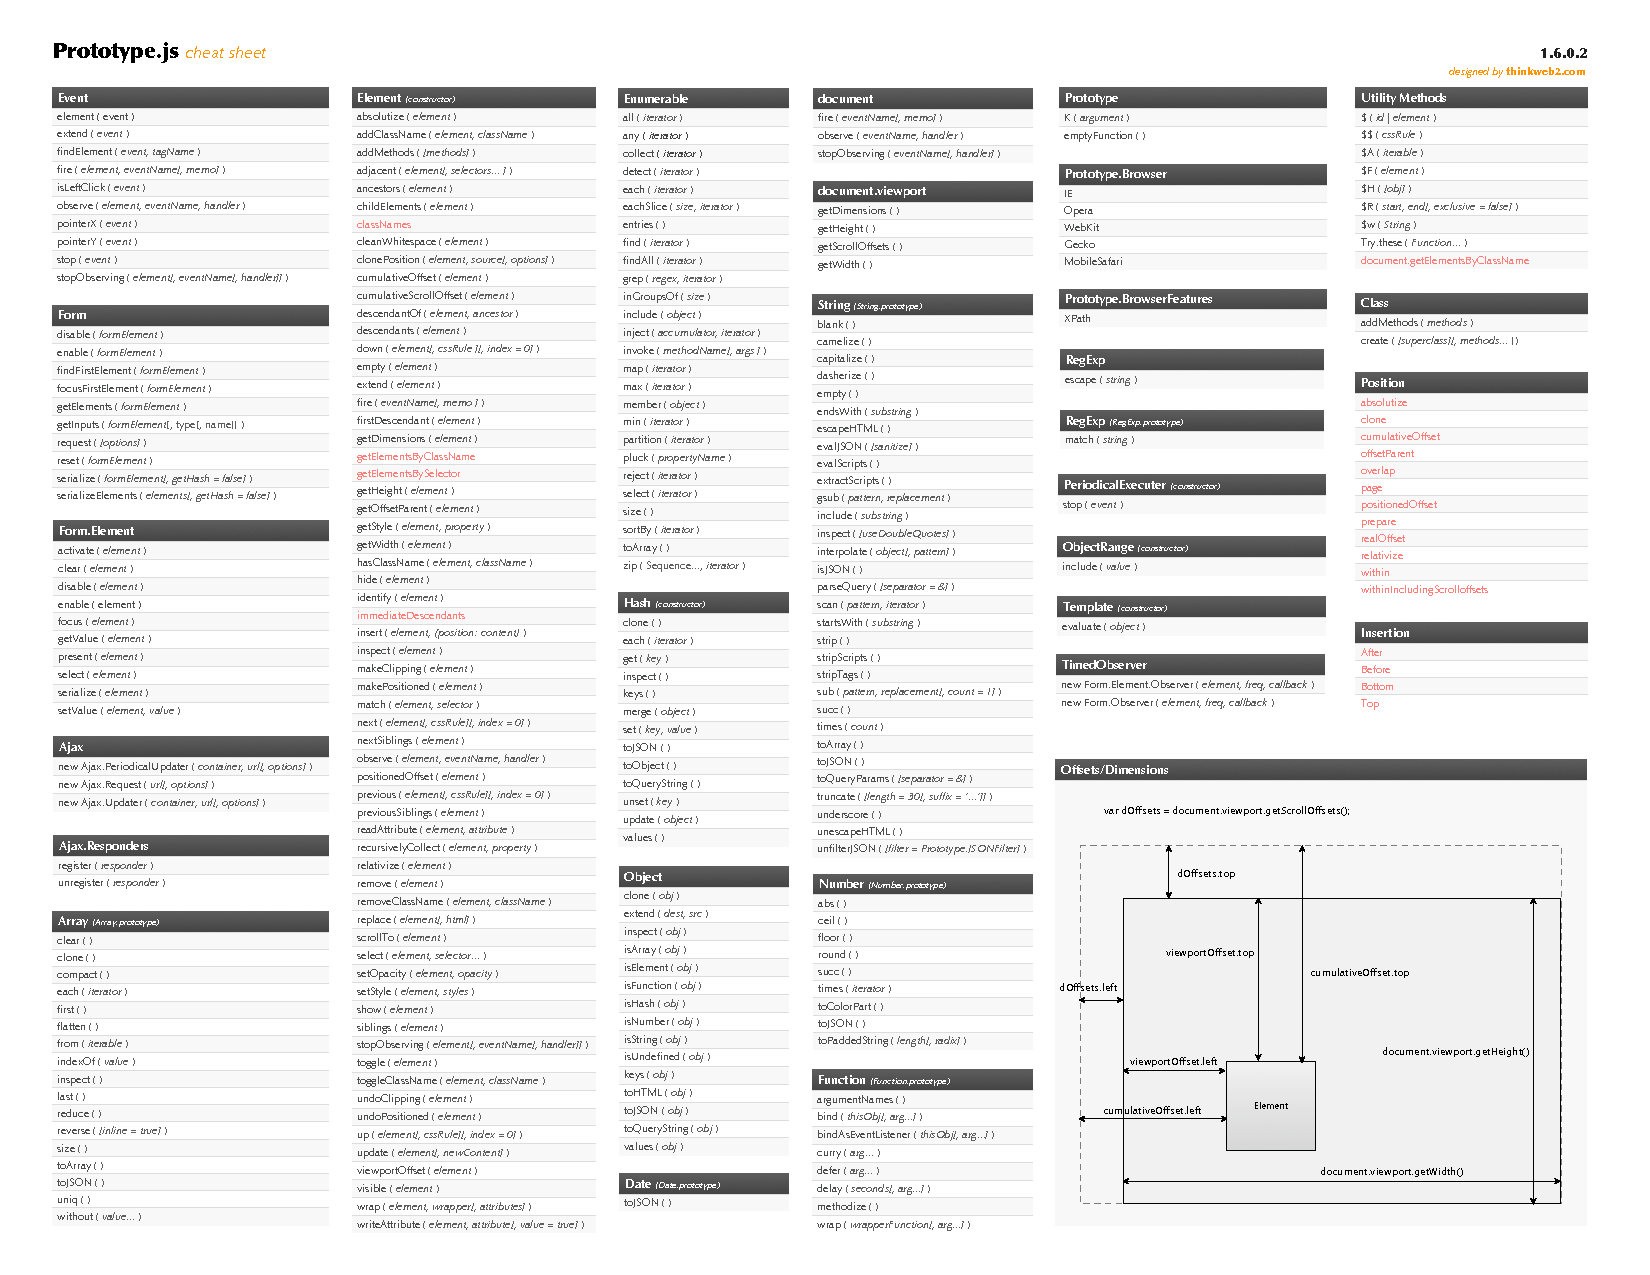 Prototype.js cheat sheet
1.6.0.2
designed by thinkweb2.com
Event
element ( event )
extend ( event )
findElement ( event, tagName )
fire ( element, eventName[, memo] )
isLeftClick ( event )
observe ( element, eventName, handler )
pointerX ( event )
pointerY ( event )
stop ( event )
stopObserving ( element[, eventName[, handler]] )
Form
disable ( formElement )
enable ( formElement )
findFirstElement ( formElement )
focusFirstElement ( formElement )
getElements ( formElement )
getInputs ( formElement[, type[, name]] )
request ( [options] )
reset ( formElement )
serialize ( formElement[, getHash = false] )
serializeElements ( elements[, getHash = false] )
Form.Element
activate ( element )
clear ( element )
disable ( element )
enable ( element )
focus ( element )
getValue ( element )
present ( element )
select ( element )
serialize ( element )
setValue ( element, value )
Ajax
new Ajax.PeriodicalUpdater ( container, url[, options] )
new Ajax.Request ( url[, options] )
new Ajax.Updater ( container, url[, options] )
Ajax.Responders
register ( responder )
unregister ( responder )
Array (Array.prototype)
clear ( )
clone ( )
compact ( )
each ( iterator )
first ( )
flatten ( )
from ( iterable )
indexOf ( value )
inspect ( )
last ( )
reduce ( )
reverse ( [inline = true] )
size ( )
toArray ( )
toJSON ( )
uniq ( )
without ( value... )
Element (constructor)
absolutize ( element )
addClassName ( element, className )
addMethods ( [methods] )
adjacent ( element[, selectors... ] )
ancestors ( element )
childElements ( element )
classNames
cleanWhitespace ( element )
clonePosition ( element, source[, options] )
cumulativeOffset ( element )
cumulativeScrollOffset ( element )
descendantOf ( element, ancestor )
descendants ( element )
down ( element[, cssRule ][, index = 0] )
empty ( element )
extend ( element )
fire ( eventName[, memo ] )
firstDescendant ( element )
getDimensions ( element )
getElementsByClassName
getElementsBySelector
getHeight ( element )
getOffsetParent ( element )
getStyle ( element, property )
getWidth ( element )
hasClassName ( element, className )
hide ( element )
identify ( element )
immediateDescendants
insert ( element, {position: content} )
inspect ( element )
makeClipping ( element )
makePositioned ( element )
match ( element, selector )
next ( element[, cssRule][, index = 0] )
nextSiblings ( element )
observe ( element, eventName, handler )
positionedOffset ( element )
previous ( element[, cssRule][, index = 0] )
previousSiblings ( element )
readAttribute ( element, attribute )
recursivelyCollect ( element, property )
relativize ( element )
remove ( element )
removeClassName ( element, className )
replace ( element[, html] )
scrollTo ( element )
select ( element, selector... )
setOpacity ( element, opacity )
setStyle ( element, styles )
show ( element )
siblings ( element )
stopObserving ( element[, eventName[, handler]] )
toggle ( element )
toggleClassName ( element, className )
undoClipping ( element )
undoPositioned ( element )
up ( element[, cssRule][, index = 0] )
update ( element[, newContent] )
viewportOffset ( element )
visible ( element )
wrap ( element, wrapper[, attributes] )
writeAttribute ( element, attribute[, value = true] )
Enumerable
all ( iterator )
any ( iterator )
collect ( iterator )
detect ( iterator )
each ( iterator )
eachSlice ( size, iterator )
entries ( )
find ( iterator )
findAll ( iterator )
grep ( regex, iterator )
inGroupsOf ( size )
include ( object )
inject ( accumulator, iterator )
invoke ( methodName[, args ] )
map ( iterator )
max ( iterator )
member ( object )
min ( iterator )
partition ( iterator )
pluck ( propertyName )
reject ( iterator )
select ( iterator )
size ( )
sortBy ( iterator )
toArray ( )
zip ( Sequence..., iterator )
Hash (constructor)
clone ( )
each ( iterator )
get ( key )
inspect ( )
keys ( )
merge ( object )
set ( key, value )
toJSON ( )
toObject ( )
toQueryString ( )
unset ( key )
update ( object )
values ( )
Object
clone ( obj )
extend ( dest, src )
inspect ( obj )
isArray ( obj )
isElement ( obj )
isFunction ( obj )
isHash ( obj )
isNumber ( obj )
isString ( obj )
isUndefined ( obj )
keys ( obj )
toHTML ( obj )
toJSON ( obj )
toQueryString ( obj )
values ( obj )
Date (Date.prototype)
toJSON ( )
document
fire ( eventName[, memo] )
observe ( eventName, handler )
stopObserving ( eventName[, handler] )
document.viewport
getDimensions ( )
getHeight ( )
getScrollOffsets ( )
getWidth ( )
String (String.prototype)
blank ( )
camelize ( )
capitalize ( )
dasherize ( )
empty ( )
endsWith ( substring )
escapeHTML ( )
evalJSON ( [sanitize] )
evalScripts ( )
extractScripts ( )
gsub ( pattern, replacement )
include ( substring )
inspect ( [useDoubleQuotes] )
interpolate ( object[, pattern] )
isJSON ( )
parseQuery ( [separator = &] )
scan ( pattern, iterator )
startsWith ( substring )
strip ( )
stripScripts ( )
stripTags ( )
sub ( pattern, replacement[, count = 1] )
succ ( )
times ( count )
toArray ( )
toJSON ( )
toQueryParams ( [separator = &] )
truncate ( [length = 30[, suffix = '...']] )
underscore ( )
unescapeHTML ( )
unfilterJSON ( [filter = Prototype.JSONFilter] )
Number (Number.prototype)
abs ( )
ceil ( )
floor ( )
round ( )
succ ( )
times ( iterator )
toColorPart ( )
toJSON ( )
toPaddedString ( length[, radix] )
Function (Function.prototype)
argumentNames ( )
bind ( thisObj[, arg...] )
bindAsEventListener ( thisObj[, arg...] )
curry ( arg... )
defer ( arg... )
delay ( seconds[, arg...] )
methodize ( )
wrap ( wrapperFunction[, arg...] )
Prototype
K ( argument )
emptyFunction ( )
Prototype.Browser
IE
Opera
WebKit
Gecko
MobileSafari
Prototype.BrowserFeatures
XPath
RegExp
escape ( string )
RegExp (RegExp.prototype)
match ( string )
PeriodicalExecuter (constructor)
stop ( event )
ObjectRange (constructor)
include ( value )
Template (constructor)
evaluate ( object )
TimedObserver
new Form.Element.Observer ( element, freq, callback )
new Form.Observer ( element, freq, callback )
Utility Methods
$ ( id | element )
$$ ( cssRule )
$A ( iterable )
$F ( element )
$H ( [obj] )
$R ( start, end[, exclusive = false] )
$w ( String )
Try.these ( Function... )
document.getElementsByClassName
Class
addMethods ( methods )
create ( [superclass][, methods... ] )
Position
absolutize
clone
cumulativeOffset
offsetParent
overlap
page
positionedOffset
prepare
realOffset
relativize
within
withinIncludingScrolloffsets
Insertion
After
Before
Bottom
Top
Offsets/Dimensions
var dOffsets = document.viewport.getScrollOffsets();
dOffsets.top
viewportOffset.top
cumulativeOffset.top
dOffsets.left
document.viewport.getHeight()
viewportOffset.left
Element
cumulativeOffset.left
document.viewport.getWidth()